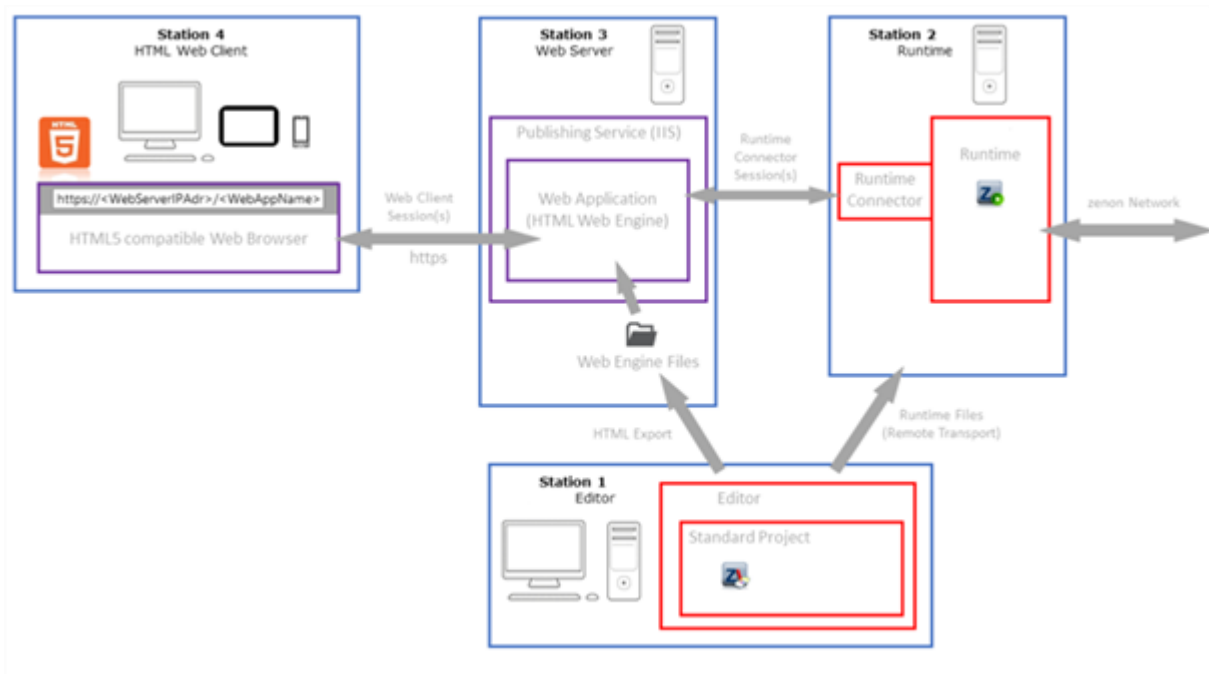 Station 4
HTML Web Client
HTML
5
https://<WebServerIPAdr>/<WebAppName>
HTML5 compatible Web Browser
Web Client
Session(s)
https
Station 3
Web Server
Publishing Service (IIS)
Web Application
(HTML Web Engine)
Web Engine Files
Runtime
Connector
Session(s)
Station 2
Runtime
Runtime
Connector
Runtime
zenon Network
HTML Export
Runtime Files
(Remote Transport)
Station 1
Editor
Editor
Standard Project